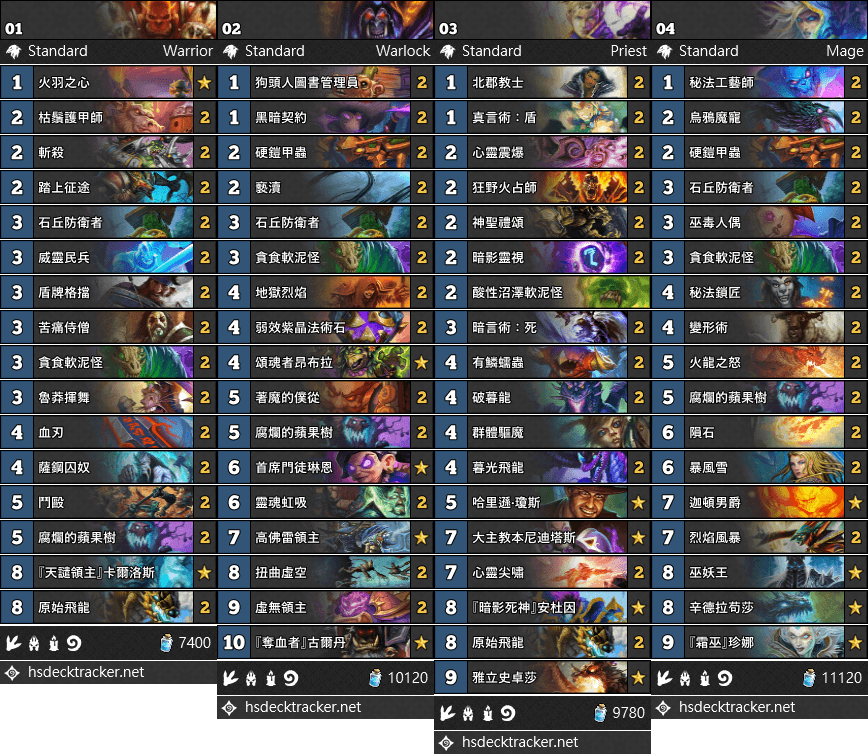 01
Standard Warrior
1 火羽之心 ★
2 枯鬚護甲師 2
2 斬殺 2
2 踏上征途 2
3 石丘防衛者 2
3 威靈民兵 2
3 盾牌格擋 2
3 苦痛侍僧 2
3 貪食軟泥怪 2
3 魯莽揮舞 2
4 血刃 2
4 薩鋼囚奴 2
5 鬥毆 2
5 腐爛的蘋果樹 2
8 『天譴領主』卡爾洛斯 ★
8 原始飛龍 2
7400
hsdecktracker.net
02
Standard Warlock
1 狗頭人圖書管理員 2
1 黑暗契約 2
2 硬鎧甲蟲 2
2 褻瀆 2
3 石丘防衛者 2
3 貪食軟泥怪 2
4 地獄烈焰 2
4 弱效紫晶法術石 2
4 頌魂者昂布拉 ★
5 著魔的僕從 2
5 腐爛的蘋果樹 2
6 首席門徒琳恩 ★
6 靈魂虹吸 2
7 高佛雷領主 ★
8 扭曲虛空 2
9 虛無領主 2
10 『奪血者』古爾丹 ★
10120
hsdecktracker.net
03
Standard Priest
1 北郡教士 2
1 真言術：盾 2
2 心靈震爆 2
2 狂野火占師 2
2 神聖禮頌 2
2 暗影靈視 2
2 酸性沼澤軟泥怪
3 暗言術：死 2
4 有鱗蠕蟲 2
4 破暮龍 2
4 群體驅魔
4 暮光飛龍 2
5 哈里遜·瓊斯 ★
7 大主教本尼迪塔斯 ★
7 心靈尖嘯 2
8 『暗影死神』安杜因 ★
8 原始飛龍 2
9 雅立史卓莎 ★
9780
hsdecktracker.net
04
Standard Mage
1 秘法工藝師 2
2 烏鴉魔寵 2
2 硬鎧甲蟲 2
3 石丘防衛者 2
3 巫毒人偶 2
3 貪食軟泥怪 2
4 秘法鎖匠 2
4 變形術 2
5 火龍之怒 2
5 腐爛的蘋果樹 2
6 隕石 2
6 暴風雪 2
7 迦頓男爵 ★
7 烈焰風暴 2
8 巫妖王 ★
8 辛德拉苟莎 ★
9 『霜巫』珍娜 ★
11120
hsdecktracker.net